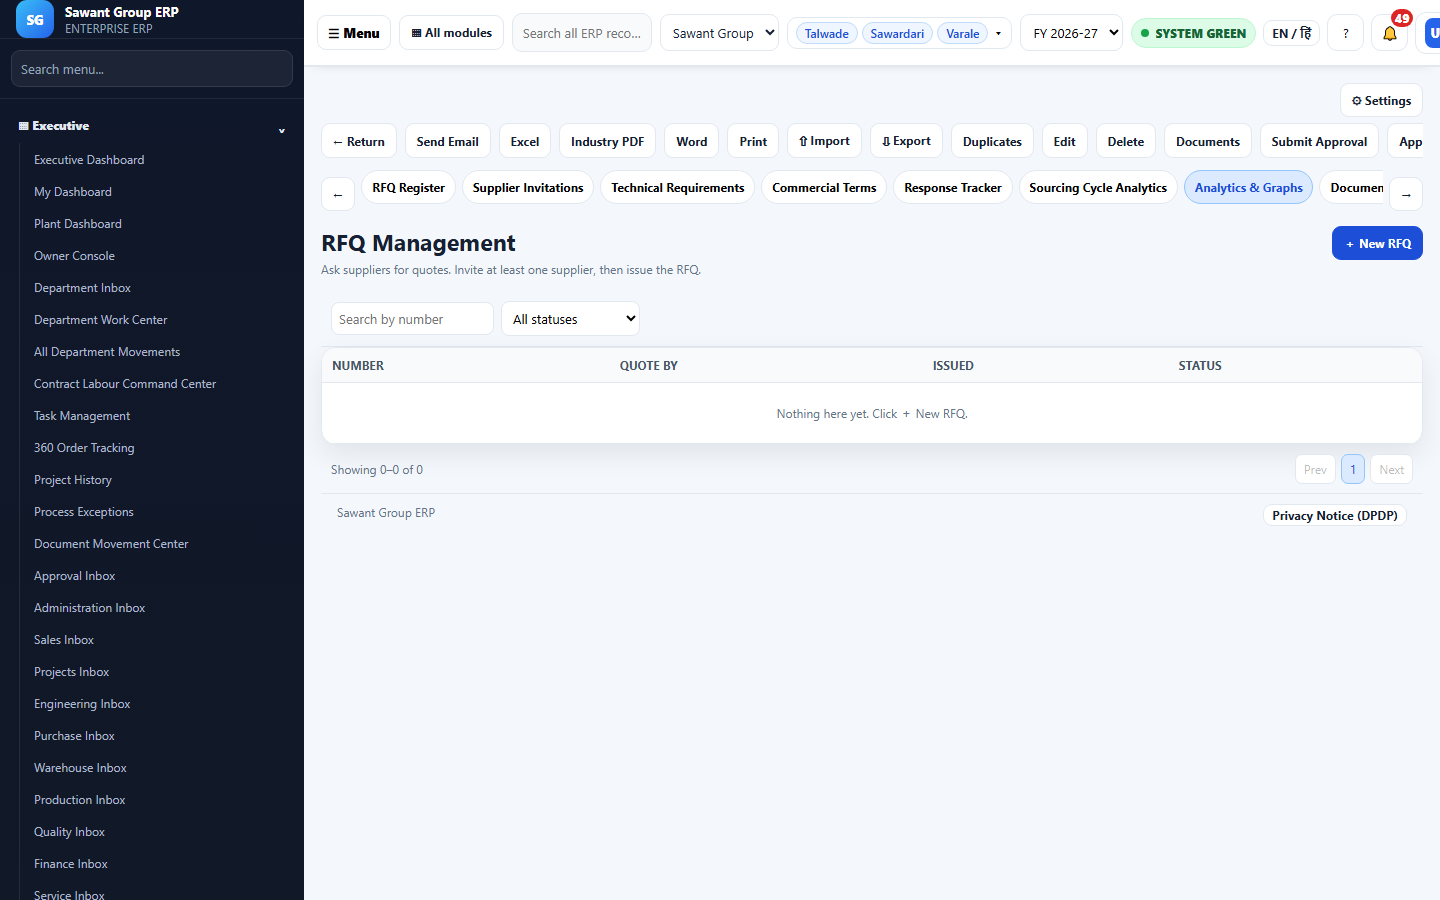 SG
Sawant Group ERP
ENTERPRISE ERP
Search menu...
Executive
Executive Dashboard
My Dashboard
Plant Dashboard
Owner Console
Department Inbox
Department Work Center
All Department Movements
Contract Labour Command Center
Task Management
360 Order Tracking
Project History
Process Exceptions
Document Movement Center
Approval Inbox
Administration Inbox
Sales Inbox
Projects Inbox
Engineering Inbox
Purchase Inbox
Warehouse Inbox
Production Inbox
Quality Inbox
Finance Inbox
Service Inbox
☰ Menu
All modules
Search all ERP reco...
Sawant Group
Talwade Sawardari Varale
FY 2026-27
SYSTEM GREEN
EN / हिं
?
49
U
⚙ Settings
← Return Send Email Excel Industry PDF Word Print ⇧ Import ⇩ Export Duplicates Edit Delete Documents Submit Approval App
← RFQ Register Supplier Invitations Technical Requirements Commercial Terms Response Tracker Sourcing Cycle Analytics Analytics & Graphs Documen →
RFQ Management
+ New RFQ
Ask suppliers for quotes. Invite at least one supplier, then issue the RFQ.
Search by number
All statuses
NUMBER QUOTE BY ISSUED STATUS
Nothing here yet. Click + New RFQ.
Showing 0–0 of 0
Prev 1 Next
Sawant Group ERP
Privacy Notice (DPDP)